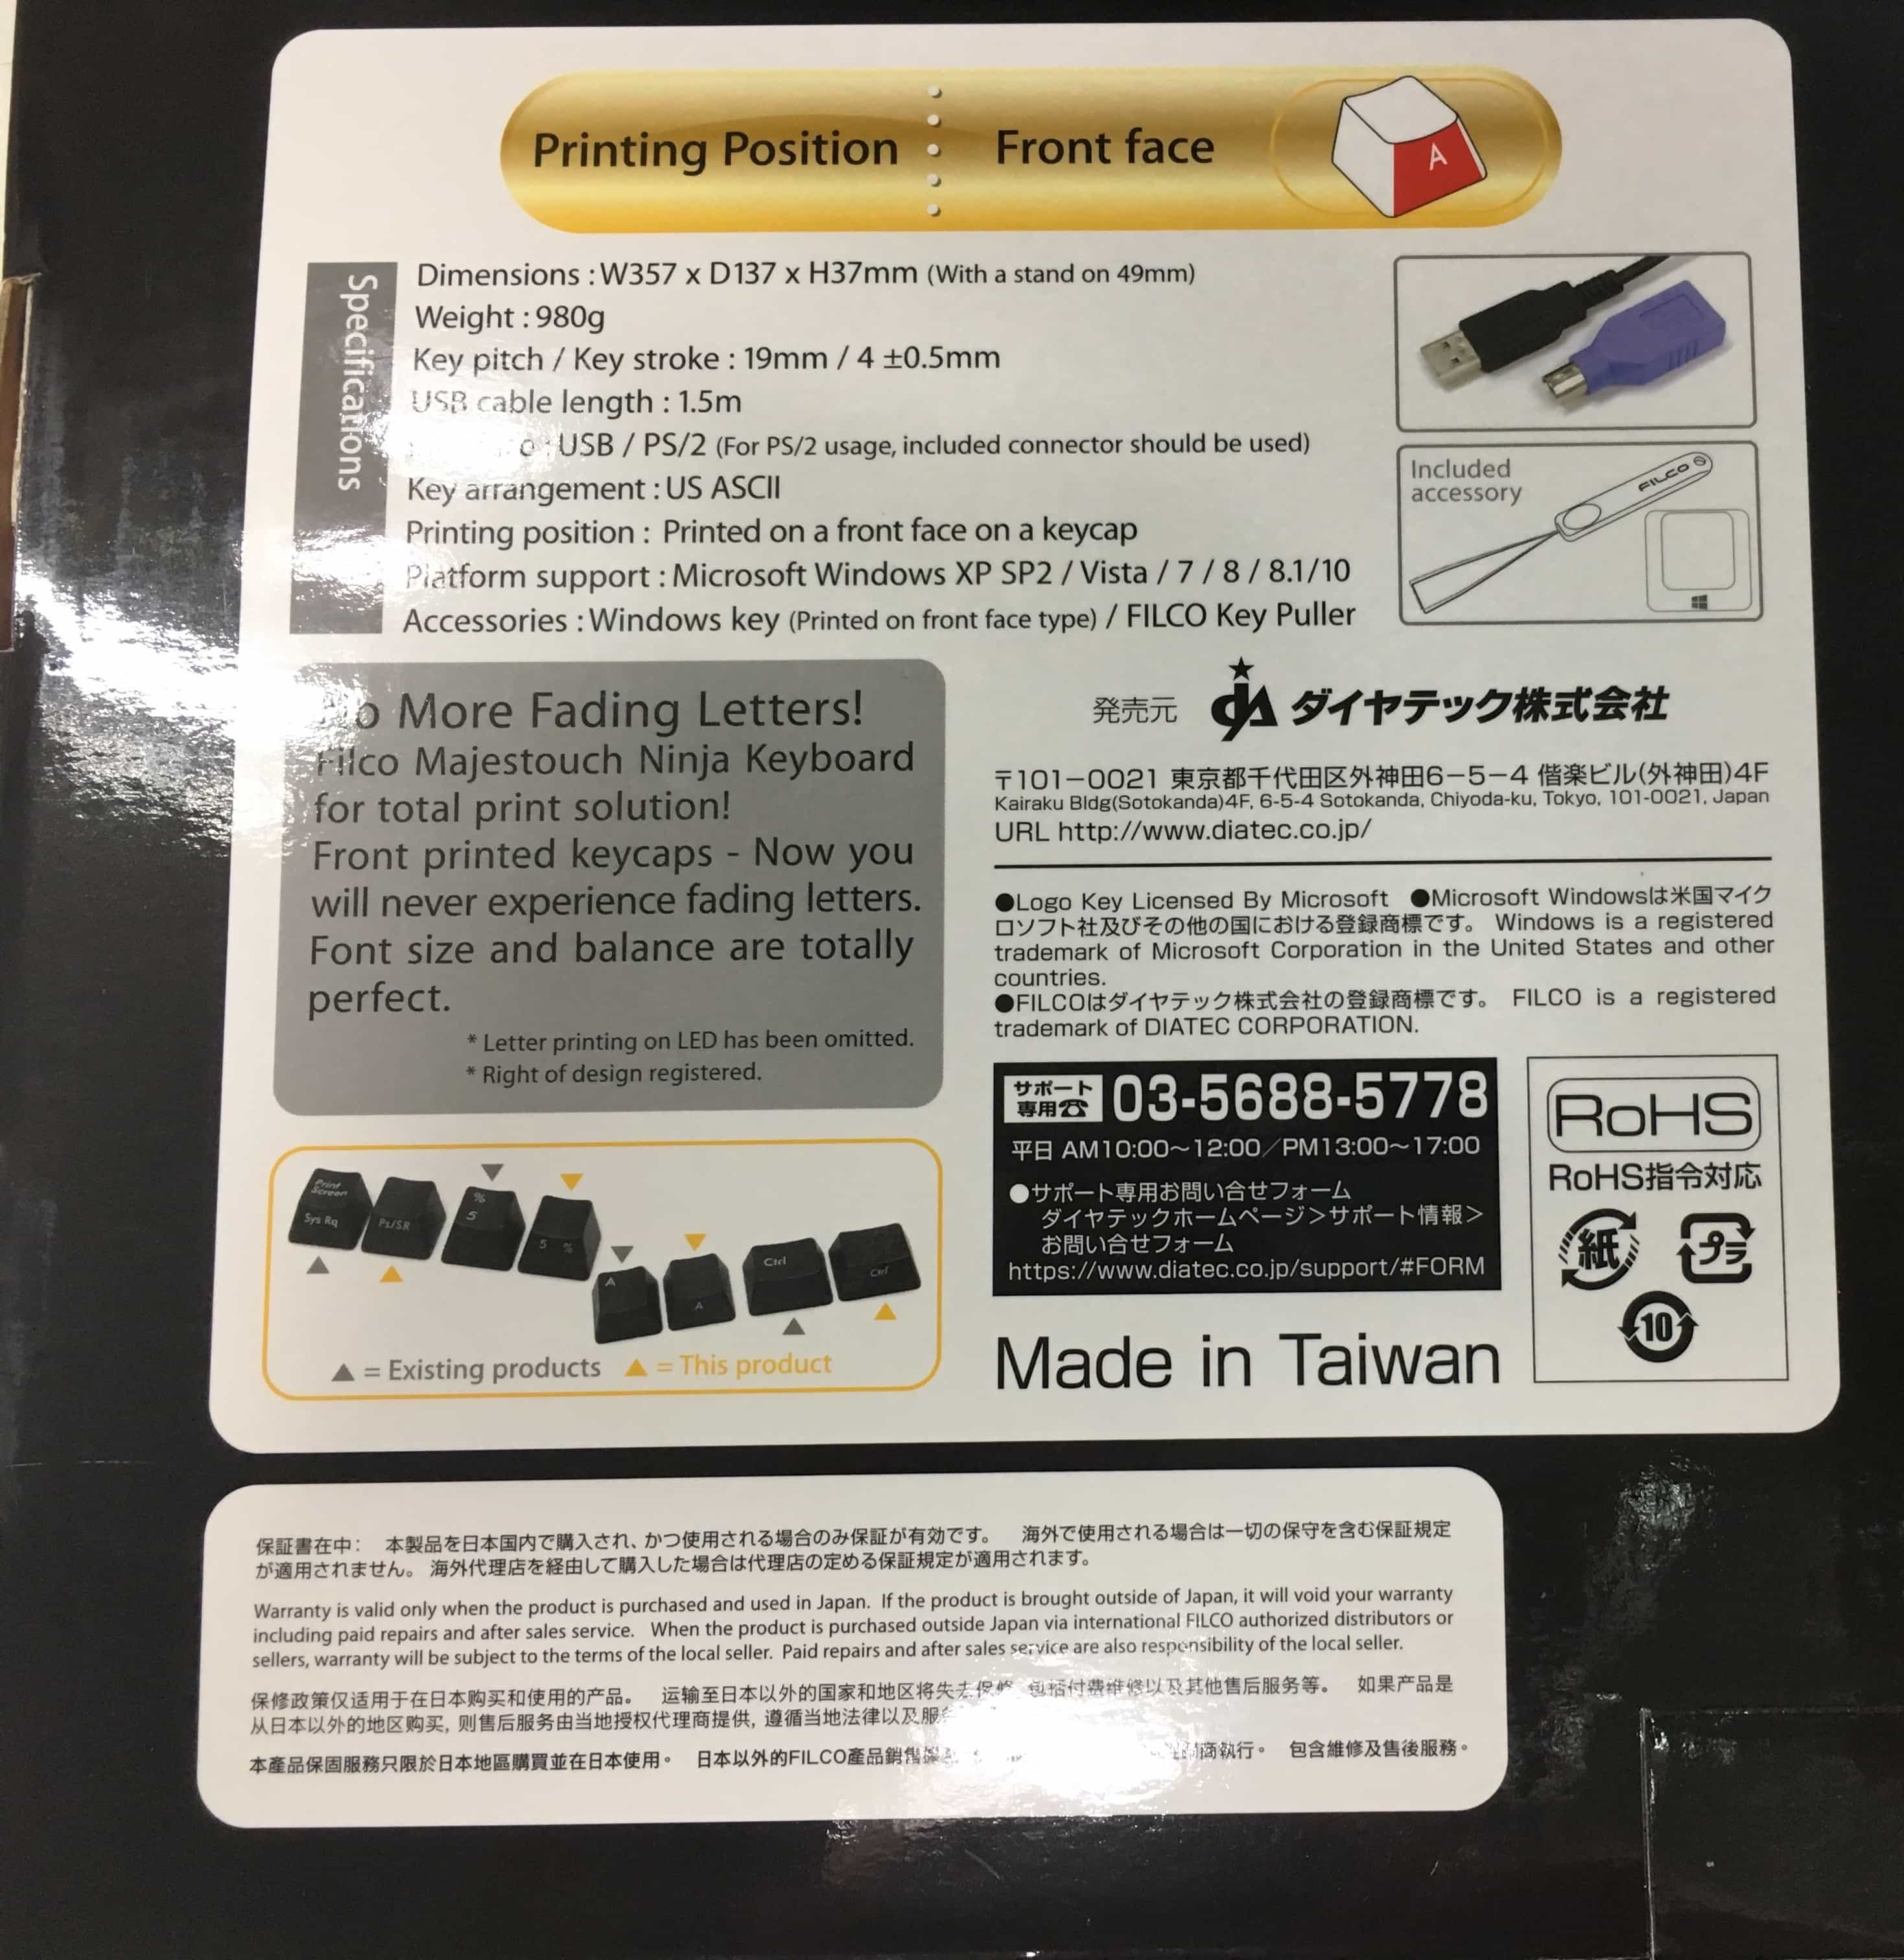 Printing Position
Front face
A
Specifications
Dimensions : W357 x D137 x H37mm (With a stand on 49mm)
Weight : 980g
Key pitch / Key stroke : 19mm / 4 ±0.5mm
USB cable length : 1.5m
: USB / PS/2 (For PS/2 usage, included connector should be used)
Key arrangement : US ASCII
Printing position : Printed on a front face on a keycap
Platform support : Microsoft Windows XP SP2 / Vista / 7 / 8 / 8.1/10
Accessories : Windows key (Printed on front face type) / FILCO Key Puller
Included
accessory
FILCO
No More Fading Letters!
Filco Majestouch Ninja Keyboard
for total print solution!
Front printed keycaps - Now you
will never experience fading letters.
Font size and balance are totally
perfect.
* Letter printing on LED has been omitted.
* Right of design registered.
Print
Screen
Sys Rq
Ps/SR
%
5
5 %
A
A
Ctrl
Ctrl
▲ = Existing products ▲ = This product
発売元 ダイヤテック株式会社
〒101－0021 東京都千代田区外神田6－5－4 偕楽ビル(外神田)4F
Kairaku Bldg(Sotokanda)4F, 6-5-4 Sotokanda, Chiyoda-ku, Tokyo, 101-0021, Japan
URL http://www.diatec.co.jp/
●Logo Key Licensed By Microsoft ●Microsoft Windowsは米国マイク
ロソフト社及びその他の国における登録商標です。 Windows is a registered
trademark of Microsoft Corporation in the United States and other
countries.
●FILCOはダイヤテック株式会社の登録商標です。 FILCO is a registered
trademark of DIATEC CORPORATION.
サポート
専用☎ 03-5688-5778
平日 AM10:00～12:00／PM13:00～17:00
●サポート専用お問い合せフォーム
ダイヤテックホームページ＞サポート情報＞
お問い合せフォーム
https://www.diatec.co.jp/support/#FORM
Made in Taiwan
RoHS
RoHS指令対応
紙
プラ
10
保証書在中： 本製品を日本国内で購入され、かつ使用される場合のみ保証が有効です。 海外で使用される場合は一切の保守を含む保証規定
が適用されません。 海外代理店を経由して購入した場合は代理店の定める保証規定が適用されます。
Warranty is valid only when the product is purchased and used in Japan. If the product is brought outside of Japan, it will void your warranty
including paid repairs and after sales service. When the product is purchased outside Japan via international FILCO authorized distributors or
sellers, warranty will be subject to the terms of the local seller. Paid repairs and after sales service are also responsibility of the local seller.
保修政策仅适用于在日本购买和使用的产品。 运输至日本以外的国家和地区将失去保修 包括付费维修以及其他售后服务等。 如果产品是
从日本以外的地区购买, 则售后服务由当地授权代理商提供, 遵循当地法律以及
本產品保固服務只限於日本地區購買並在日本使用。 日本以外的FILCO產品銷售 商執行。 包含維修及售後服務。